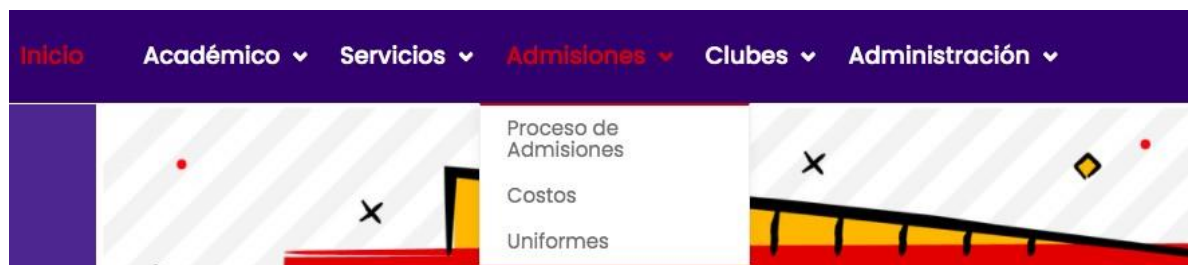 Inicio Académico Servicios Admisiones Clubes Administración
Proceso de
Admisiones
Costos
Uniformes